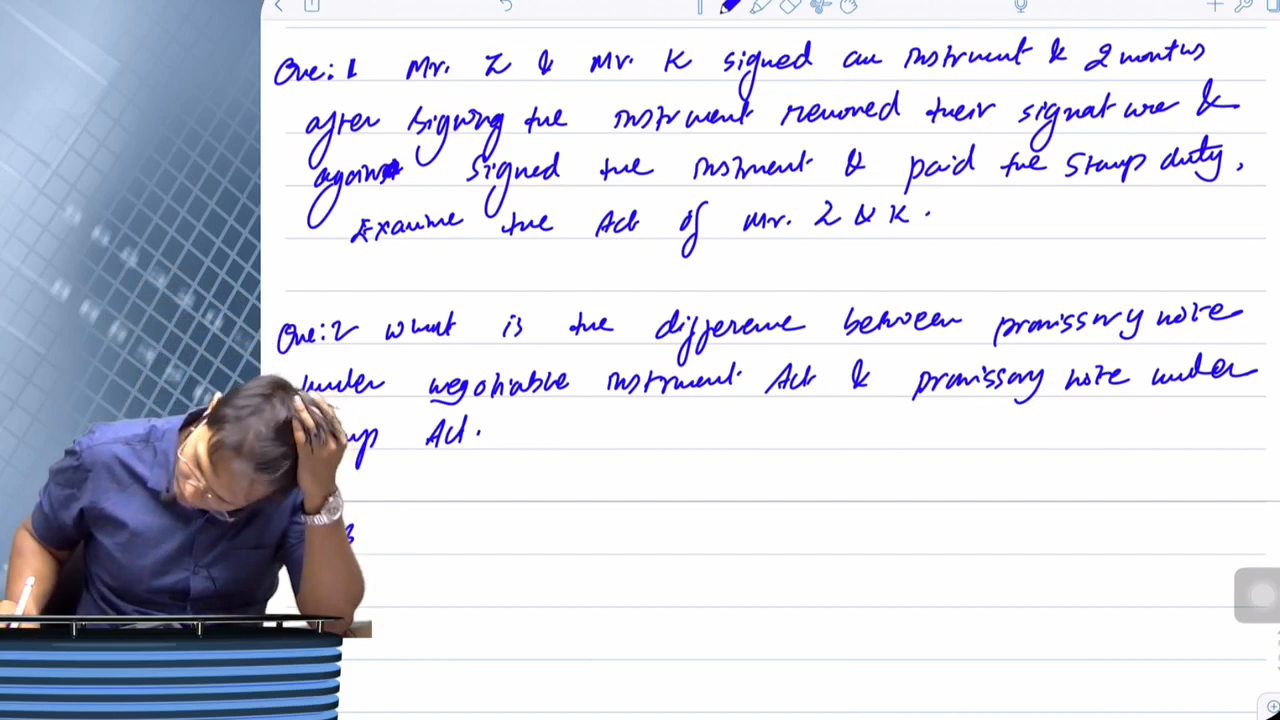 Que: 1 Mr. Z & Mr. K signed an instrument & 2 months
after signing the instrument removed their signature &
against signed the instrument & paid the stamp duty.
Examine the Act of Mr. Z & K.
Que: 2 What is the difference between promissory note
under negotiable instrument Act & promissory note under
Act.
3